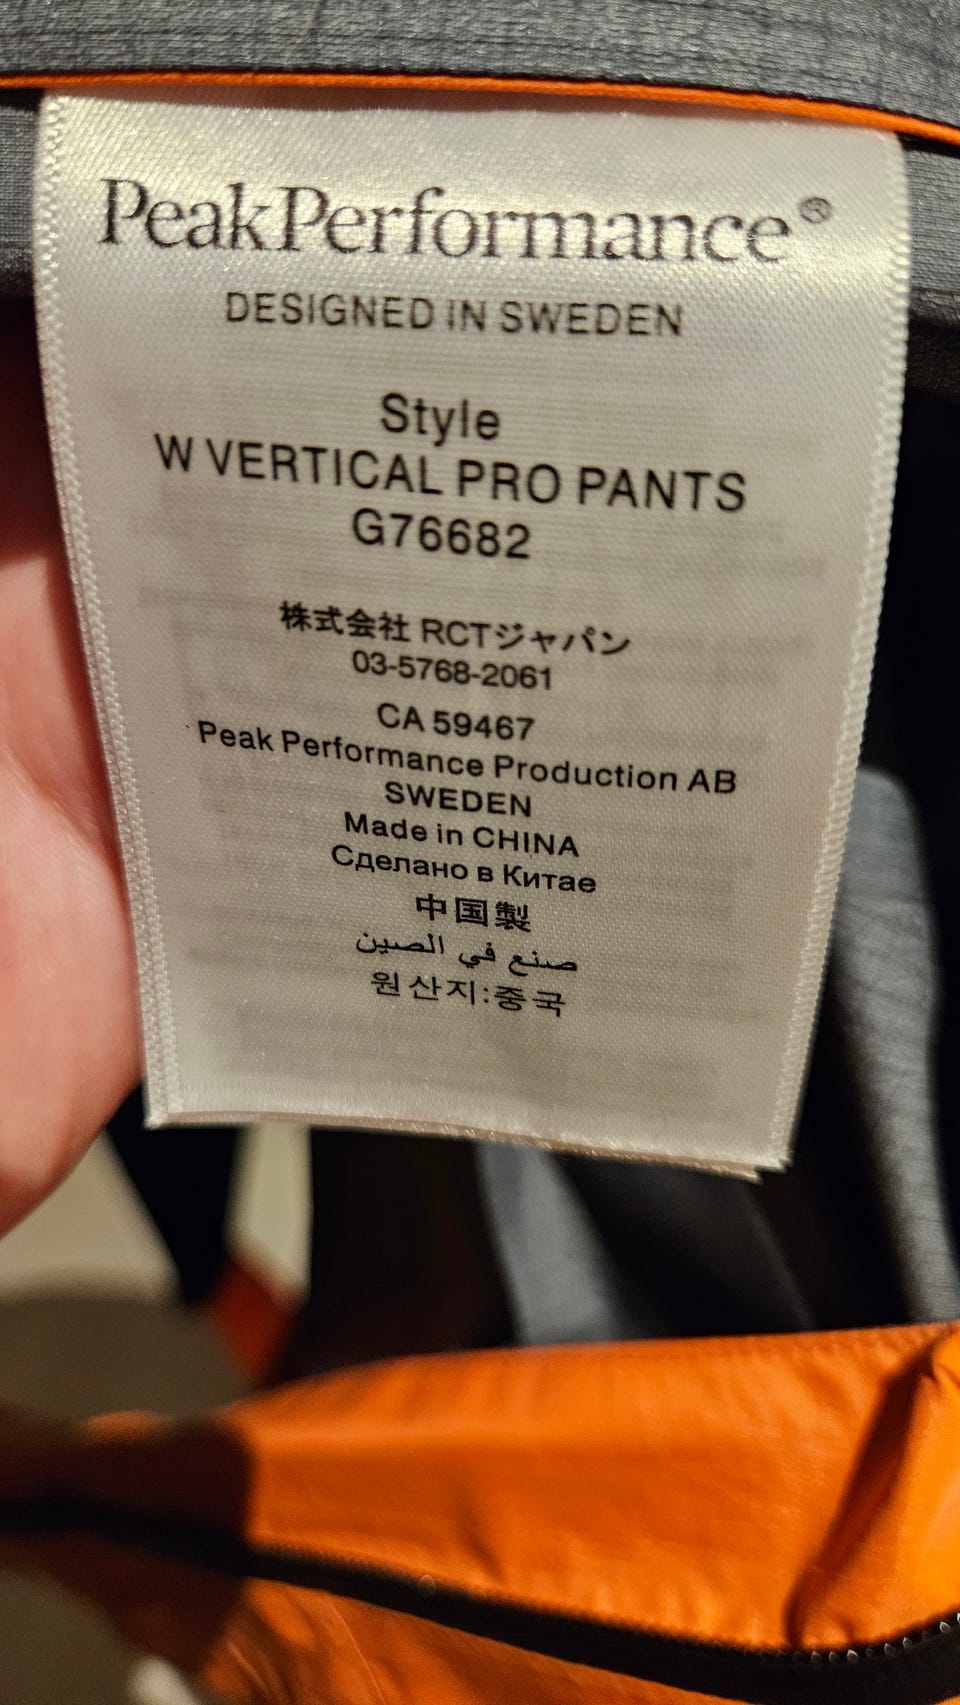 PeakPerformance®
DESIGNED IN SWEDEN
Style
W VERTICAL PRO PANTS
G76682
株式会社 RCTジャパン
03-5768-2061
CA 59467
Peak Performance Production AB
SWEDEN
Made in CHINA
Сделано в Китае
中国製
صنع في الصين
원산지:중국